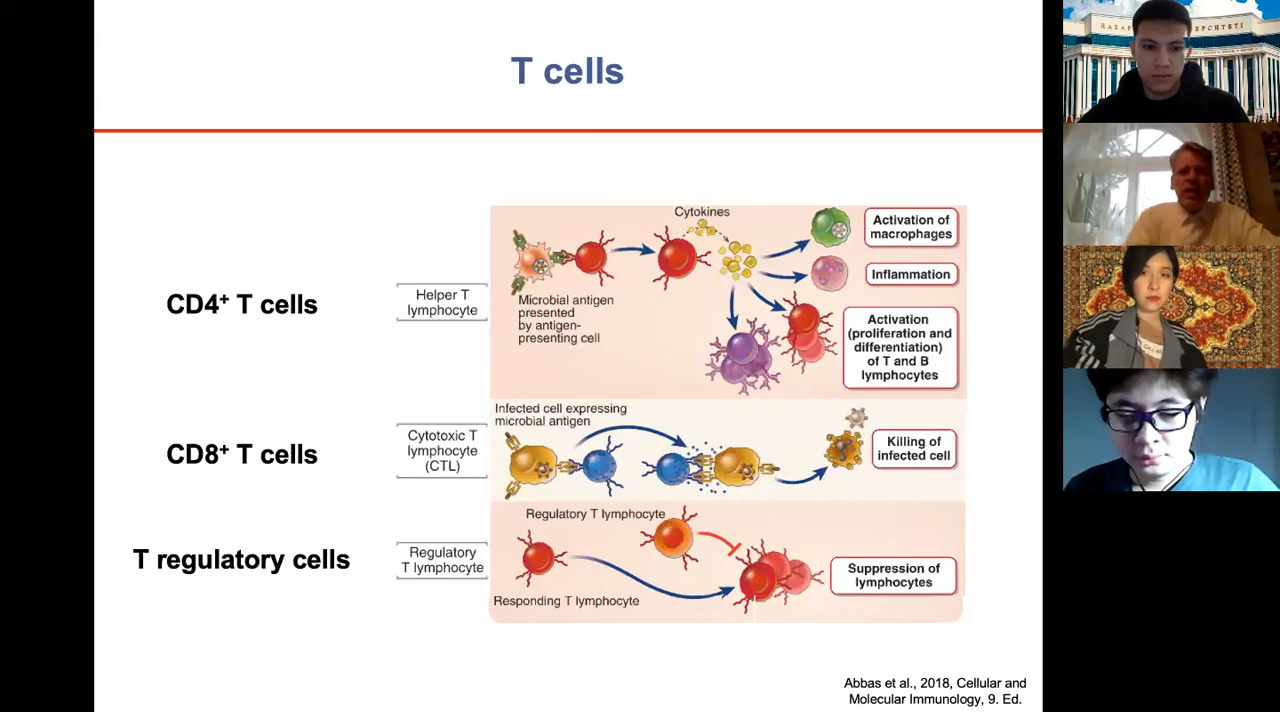 T cells
CD4⁺ T cells
CD8⁺ T cells
T regulatory cells
Helper T
lymphocyte
Cytotoxic T
lymphocyte
(CTL)
Regulatory
T lymphocyte
Cytokines
Microbial antigen
presented
by antigen-
presenting cell
Activation of
macrophages
Inflammation
Activation
(proliferation and
differentiation)
of T and B
lymphocytes
Infected cell expressing
microbial antigen
Killing of
infected cell
Regulatory T lymphocyte
Responding T lymphocyte
Suppression of
lymphocytes
Abbas et al., 2018, Cellular and
Molecular Immunology, 9. Ed.